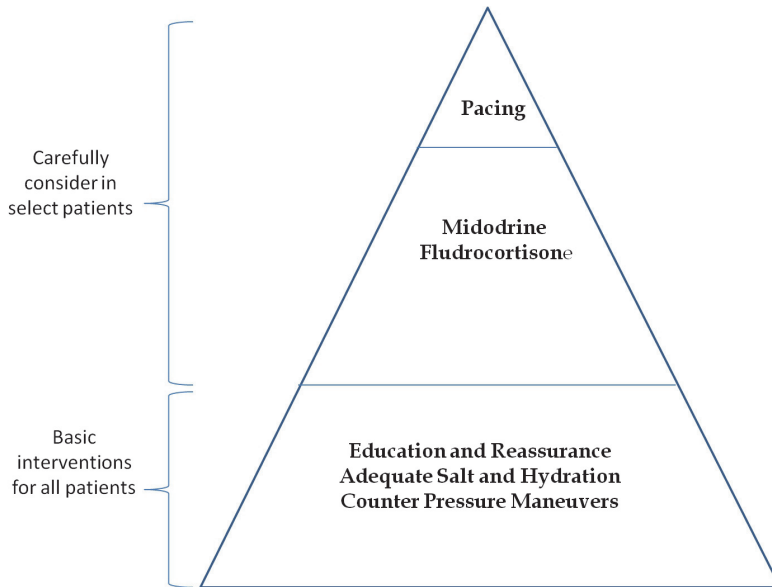 Pacing
Carefully
consider in
select patients
Midodrine
Fludrocortisone
Basic
interventions
for all patients
Education and Reassurance
Adequate Salt and Hydration
Counter Pressure Maneuvers